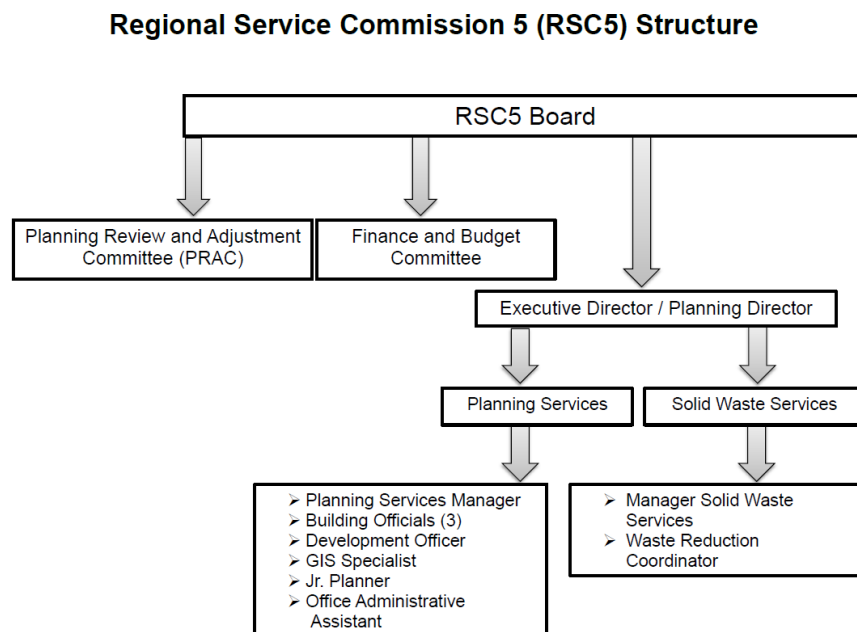 Regional Service Commission 5 (RSC5) Structure
RSC5 Board
Planning Review and Adjustment
Committee (PRAC)
Finance and Budget
Committee
Executive Director / Planning Director
Planning Services
Solid Waste Services
➢ Planning Services Manager
➢ Building Officials (3)
➢ Development Officer
➢ GIS Specialist
➢ Jr. Planner
➢ Office Administrative
Assistant
➢ Manager Solid Waste
Services
➢ Waste Reduction
Coordinator